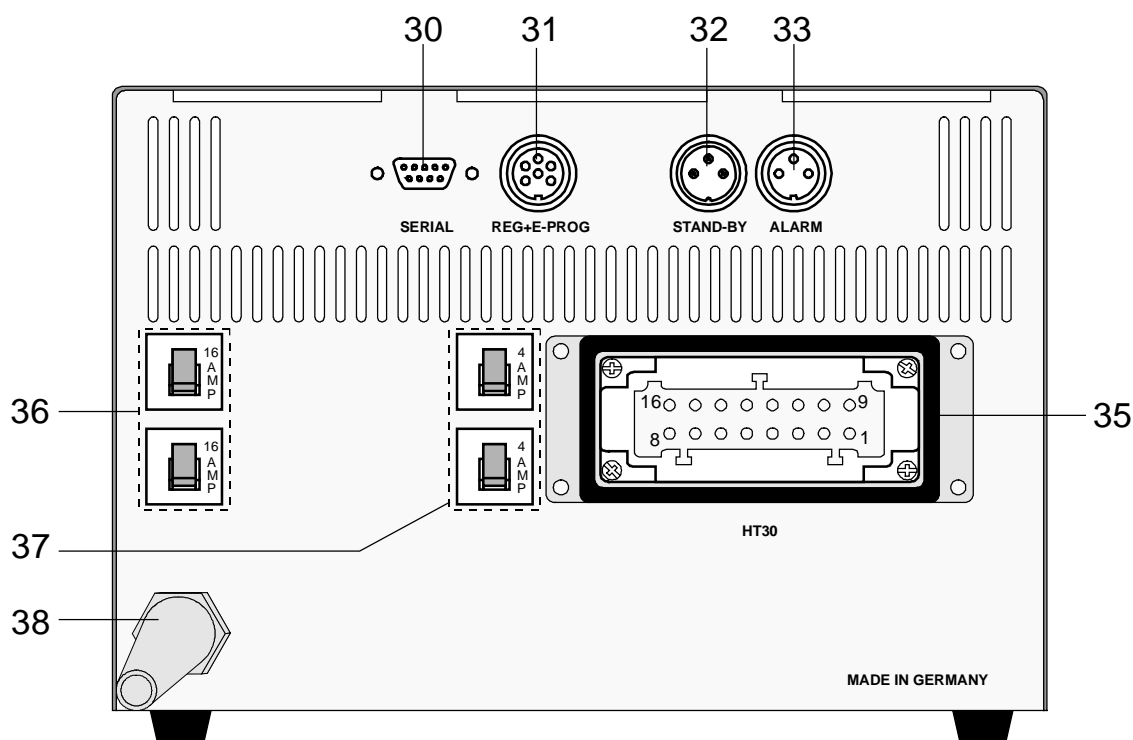 30 31 32 33
SERIAL REG+E-PROG STAND-BY ALARM
16 AMP 4 AMP
36
16 9
35
8 1
16 AMP 4 AMP
HT30
37
38
MADE IN GERMANY